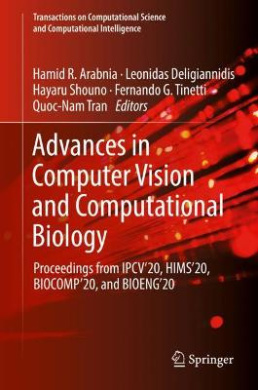 Transactions on Computational Science
and Computational Intelligence
Hamid R. Arabnia · Leonidas Deligiannidis
Hayaru Shouno · Fernando G. Tinetti
Quoc-Nam Tran Editors
Advances in
Computer Vision
and Computational
Biology
Proceedings from IPCV'20, HIMS'20,
BIOCOMP'20, and BIOENG'20
Springer